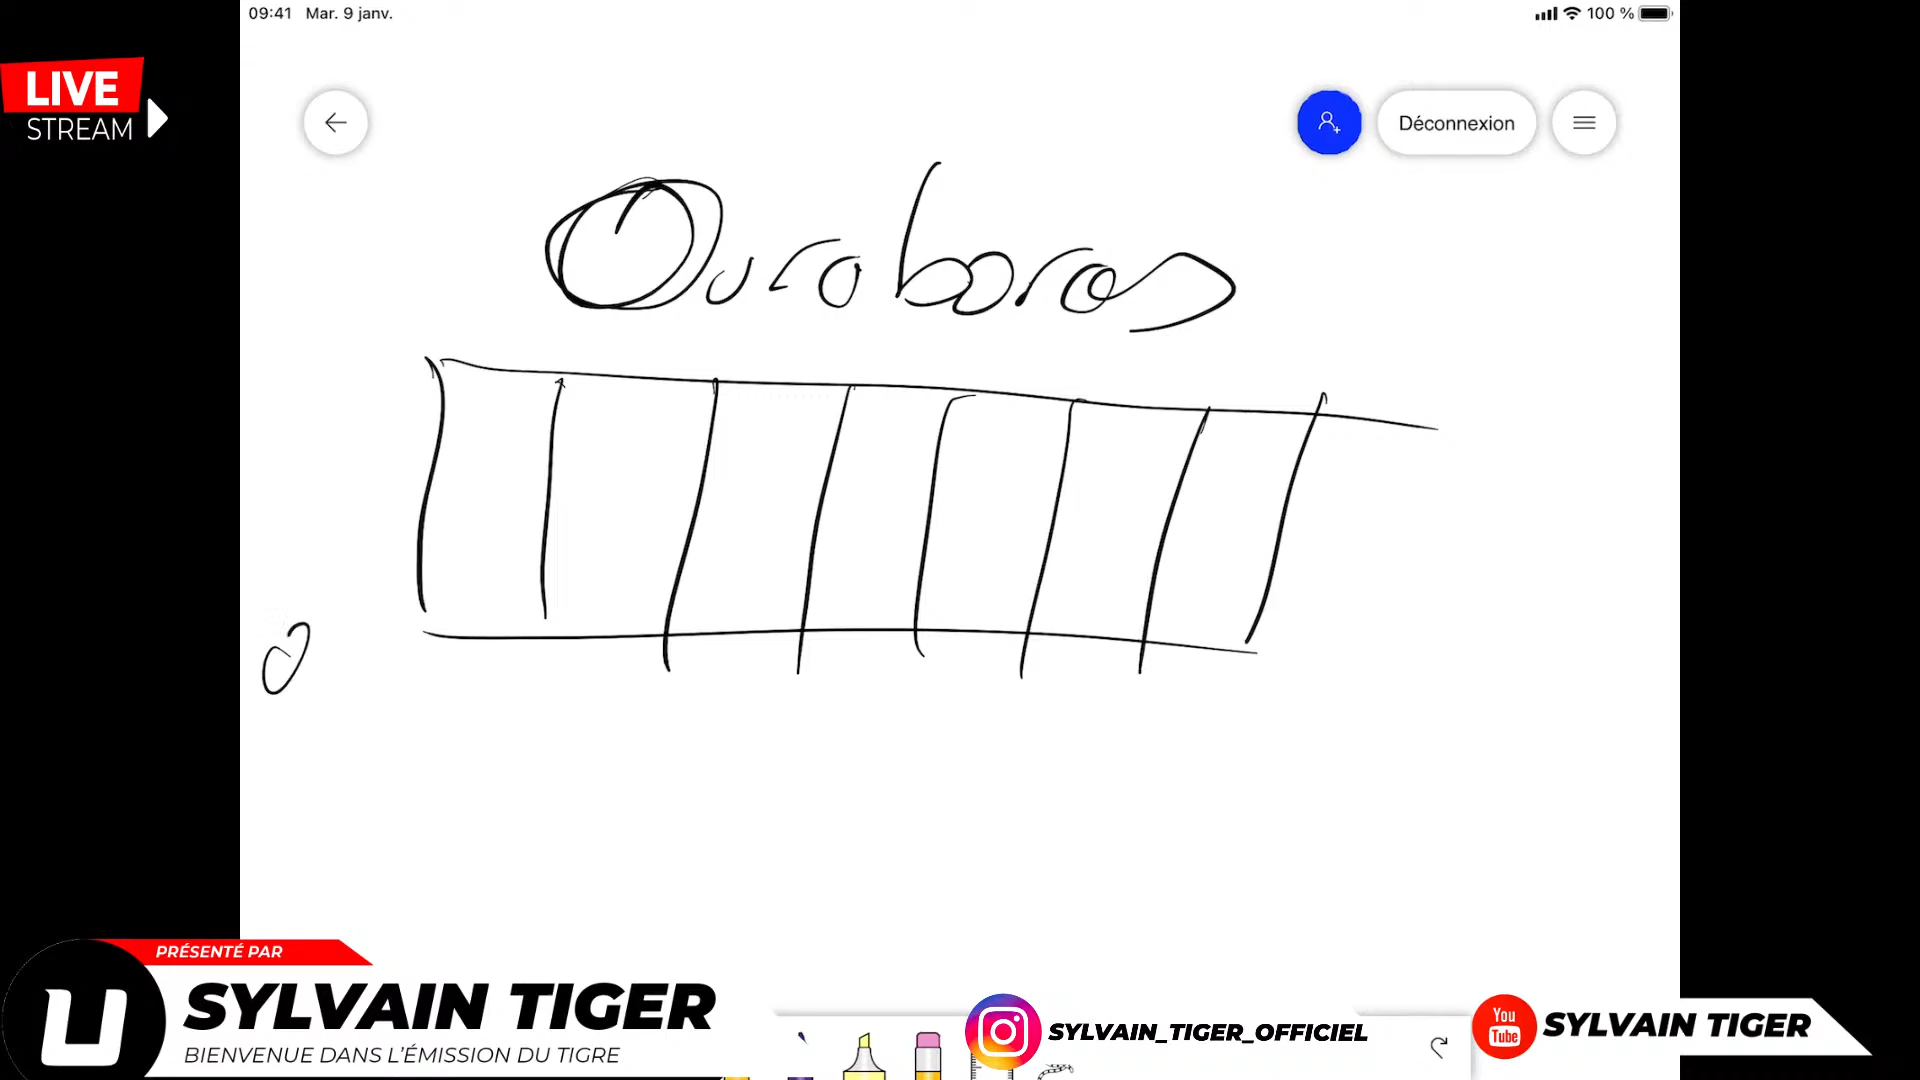 09:41 Mar. 9 janv.
100 %
LIVE
STREAM
Déconnexion
Ouroboros
PRÉSENTÉ PAR
SYLVAIN TIGER
BIENVENUE DANS L'ÉMISSION DU TIGRE
SYLVAIN_TIGER_OFFICIEL
You
Tube
SYLVAIN TIGER